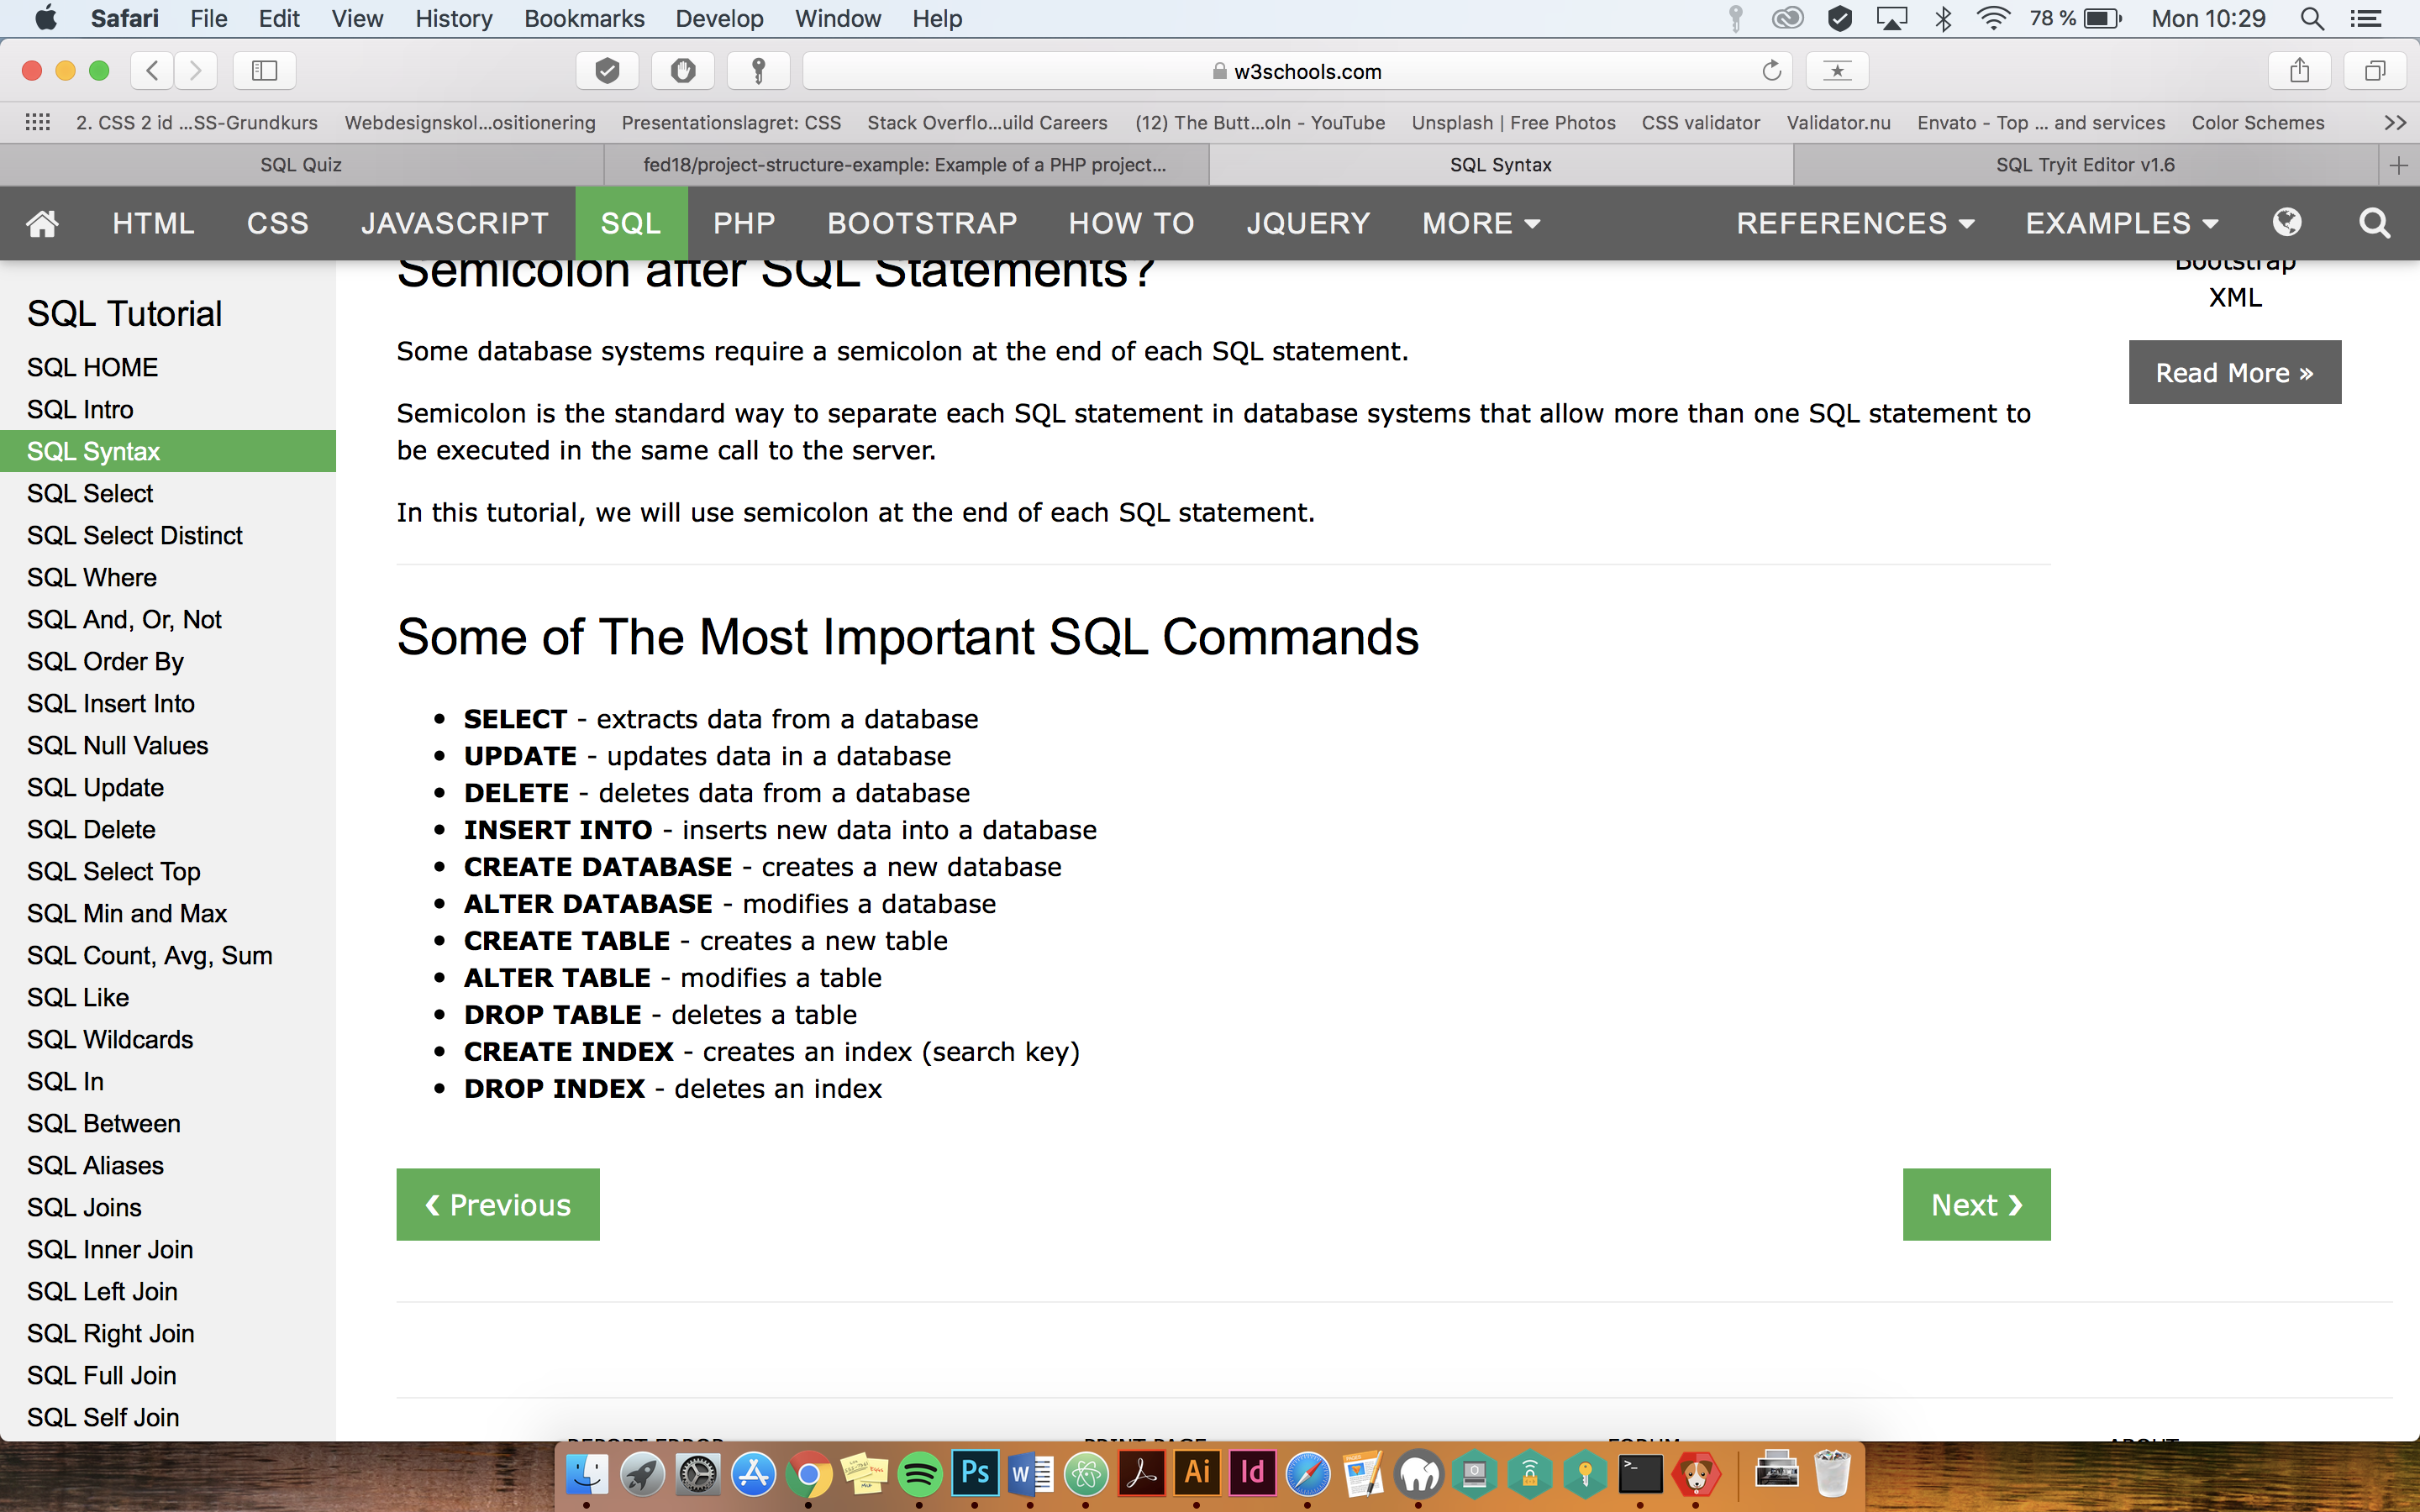 Safari File Edit View History Bookmarks Develop Window Help 78 % Mon 10:29
w3schools.com
2. CSS 2 id ...SS-Grundkurs Webdesignskol...ositionering Presentationslagret: CSS Stack Overflo...uild Careers (12) The Butt...oln - YouTube Unsplash | Free Photos CSS validator Validator.nu Envato - Top ... and services Color Schemes >>
SQL Quiz fed18/project-structure-example: Example of a PHP project... SQL Syntax SQL Tryit Editor v1.6 +
HTML CSS JAVASCRIPT SQL PHP BOOTSTRAP HOW TO JQUERY MORE REFERENCES EXAMPLES
SQL Tutorial
SQL HOME
SQL Intro
SQL Syntax
SQL Select
SQL Select Distinct
SQL Where
SQL And, Or, Not
SQL Order By
SQL Insert Into
SQL Null Values
SQL Update
SQL Delete
SQL Select Top
SQL Min and Max
SQL Count, Avg, Sum
SQL Like
SQL Wildcards
SQL In
SQL Between
SQL Aliases
SQL Joins
SQL Inner Join
SQL Left Join
SQL Right Join
SQL Full Join
SQL Self Join
Semicolon after SQL Statements?
Some database systems require a semicolon at the end of each SQL statement.
Semicolon is the standard way to separate each SQL statement in database systems that allow more than one SQL statement to
be executed in the same call to the server.
In this tutorial, we will use semicolon at the end of each SQL statement.
Some of The Most Important SQL Commands
• SELECT - extracts data from a database
• UPDATE - updates data in a database
• DELETE - deletes data from a database
• INSERT INTO - inserts new data into a database
• CREATE DATABASE - creates a new database
• ALTER DATABASE - modifies a database
• CREATE TABLE - creates a new table
• ALTER TABLE - modifies a table
• DROP TABLE - deletes a table
• CREATE INDEX - creates an index (search key)
• DROP INDEX - deletes an index
❮ Previous Next ❯
Bootstrap
XML
Read More »
REPORT ERROR PRINT PAGE FORUM ABOUT
Ps W Ai Id >_